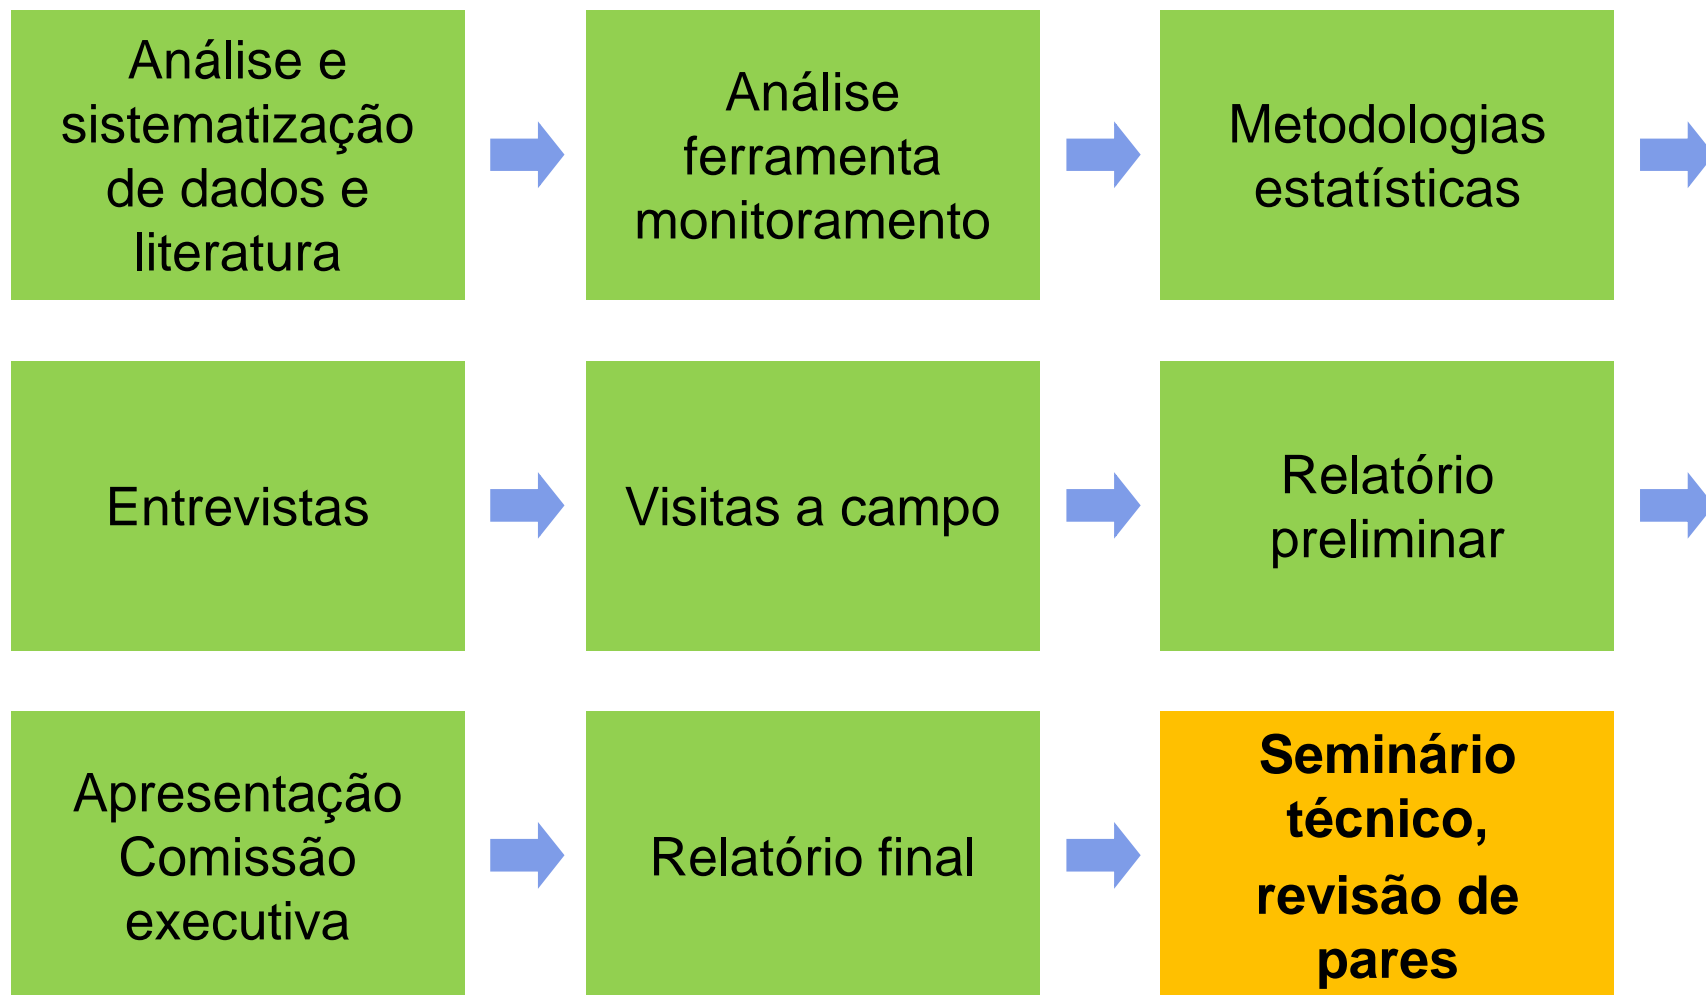 Análise e
sistematização
de dados e
literatura
Análise
ferramenta
monitoramento
Metodologias
estatísticas
Entrevistas
Visitas a campo
Relatório
preliminar
Apresentação
Comissão
executiva
Relatório final
Seminário
técnico,
revisão de
pares